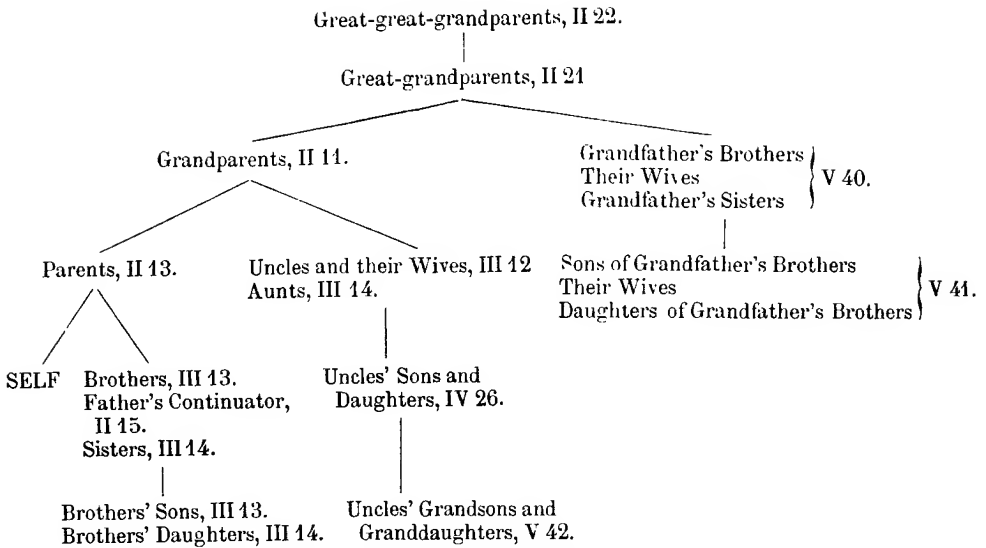 Great-great-grandparents, II 22.
Great-grandparents, II 21
Grandparents, II 11.
Grandfather's Brothers
Their Wives
Grandfather's Sisters
V 40.
Parents, II 13.
Uncles and their Wives, III 12
Aunts, III 14.
Sons of Grandfather's Brothers
Their Wives
Daughters of Grandfather's Brothers
V 41.
SELF
Brothers, III 13.
Father's Continuator,
II 15.
Sisters, III 14.
Uncles' Sons and
Daughters, IV 26.
Brothers' Sons, III 13.
Brothers' Daughters, III 14.
Uncles' Grandsons and
Granddaughters, V 42.